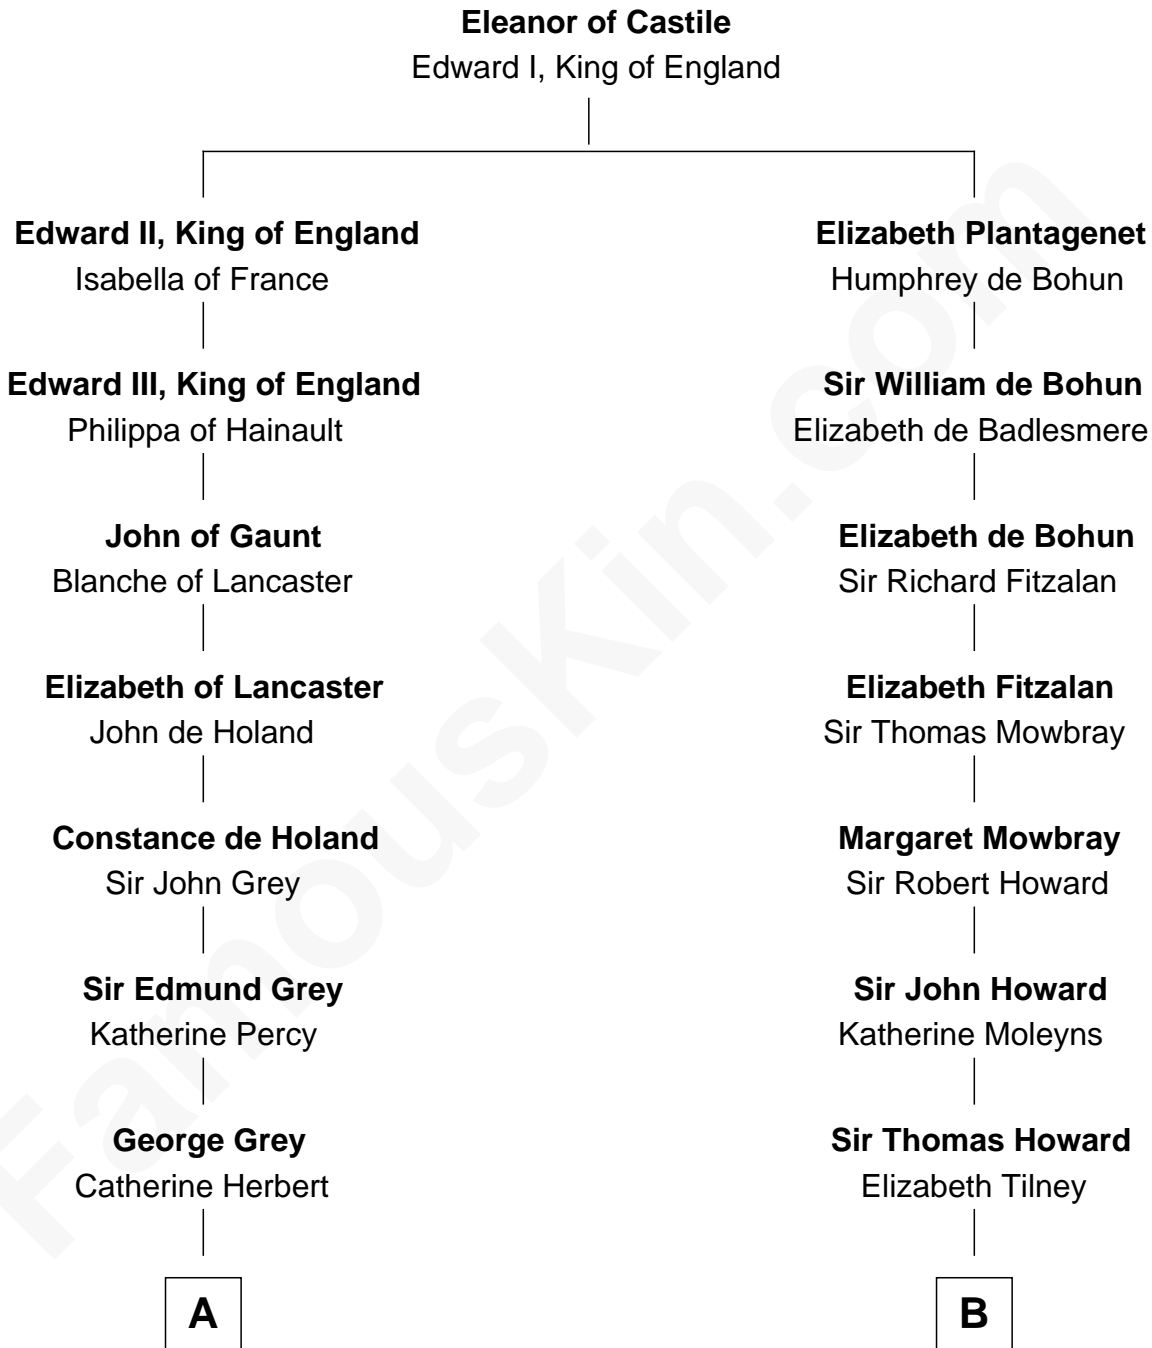 Eleanor of Castile
Edward I, King of England
Edward II, King of England
Isabella of France
Elizabeth Plantagenet
Humphrey de Bohun
Edward III, King of England
Philippa of Hainault
Sir William de Bohun
Elizabeth de Badlesmere
John of Gaunt
Blanche of Lancaster
Elizabeth de Bohun
Sir Richard Fitzalan
Elizabeth of Lancaster
John de Holand
Elizabeth Fitzalan
Sir Thomas Mowbray
Constance de Holand
Sir John Grey
Margaret Mowbray
Sir Robert Howard
Sir Edmund Grey
Katherine Percy
Sir John Howard
Katherine Moleyns
George Grey
Catherine Herbert
Sir Thomas Howard
Elizabeth Tilney
A
B
FamousKin.com